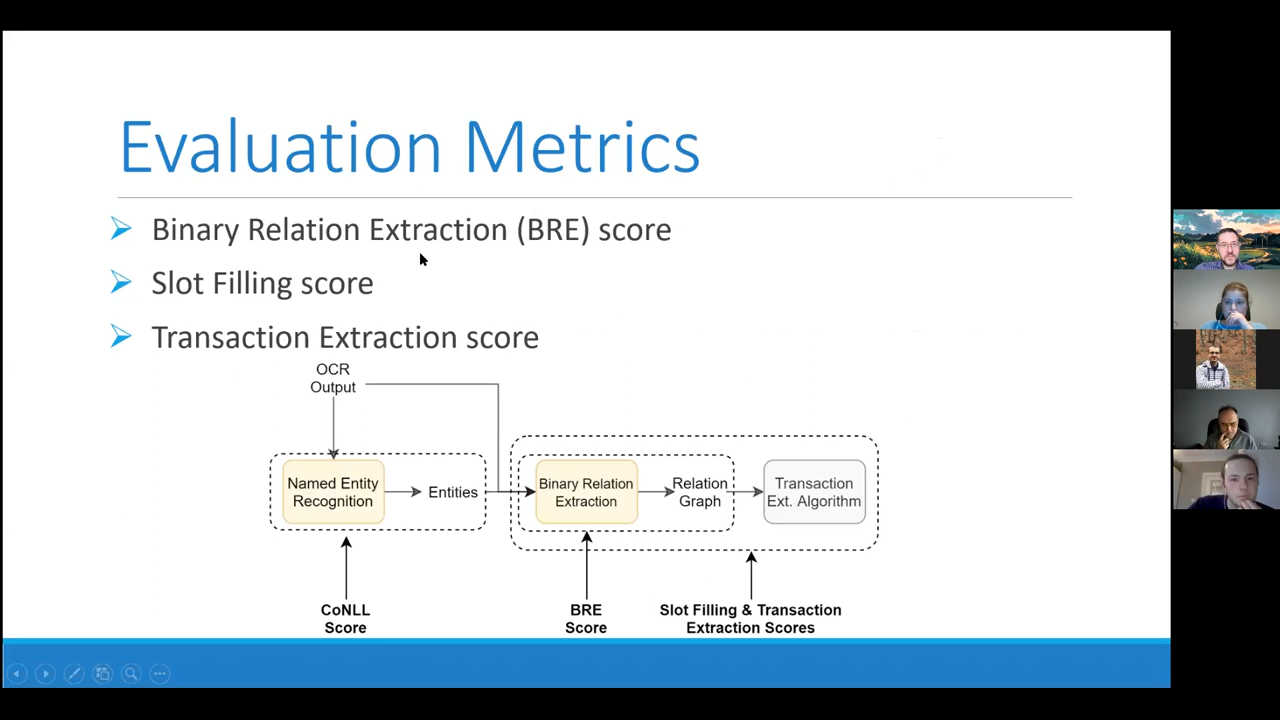 Evaluation Metrics
Binary Relation Extraction (BRE) score
Slot Filling score
Transaction Extraction score
OCR
Output
Named Entity
Recognition
Entities
Binary Relation
Extraction
Relation
Graph
Transaction
Ext. Algorithm
CoNLL
Score
BRE
Score
Slot Filling & Transaction
Extraction Scores